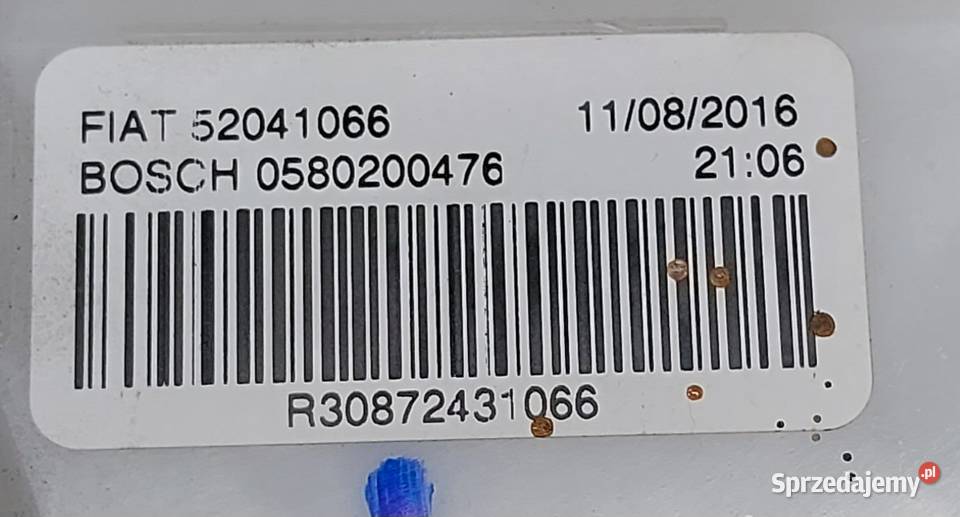 FIAT 52041066 11/08/2016
BOSCH 0580200476 21:06
R30872431066
Sprzedajemy.pl